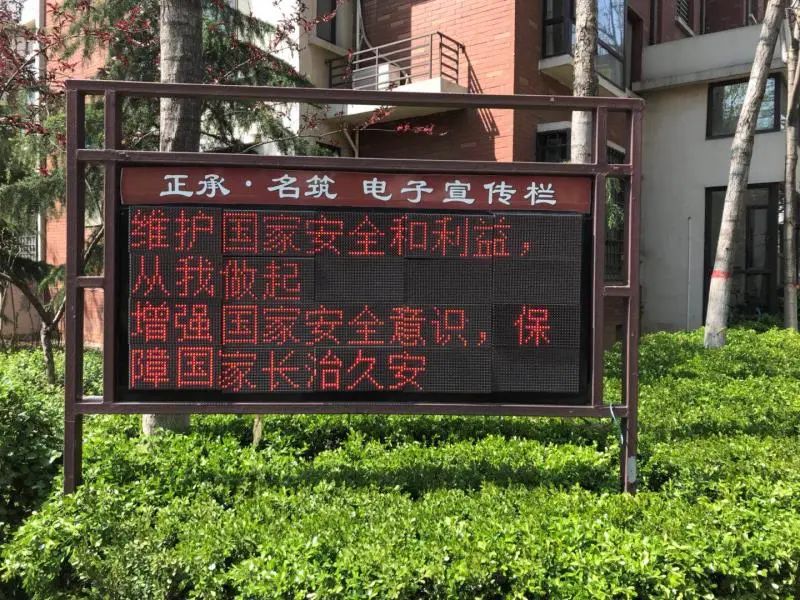 正承·名筑 电子宣传栏
维护国家安全和利益，
从我做起
增强国家安全意识，保
障国家长治久安